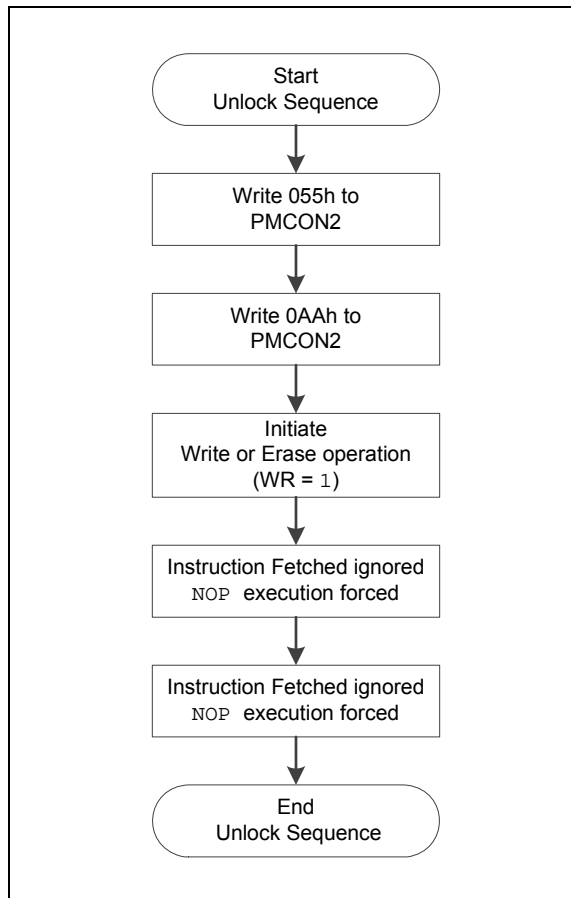 Start
Unlock Sequence
Write 055h to
PMCON2
Write 0AAh to
PMCON2
Initiate
Write or Erase operation
(WR = 1)
Instruction Fetched ignored
NOP execution forced
Instruction Fetched ignored
NOP execution forced
End
Unlock Sequence